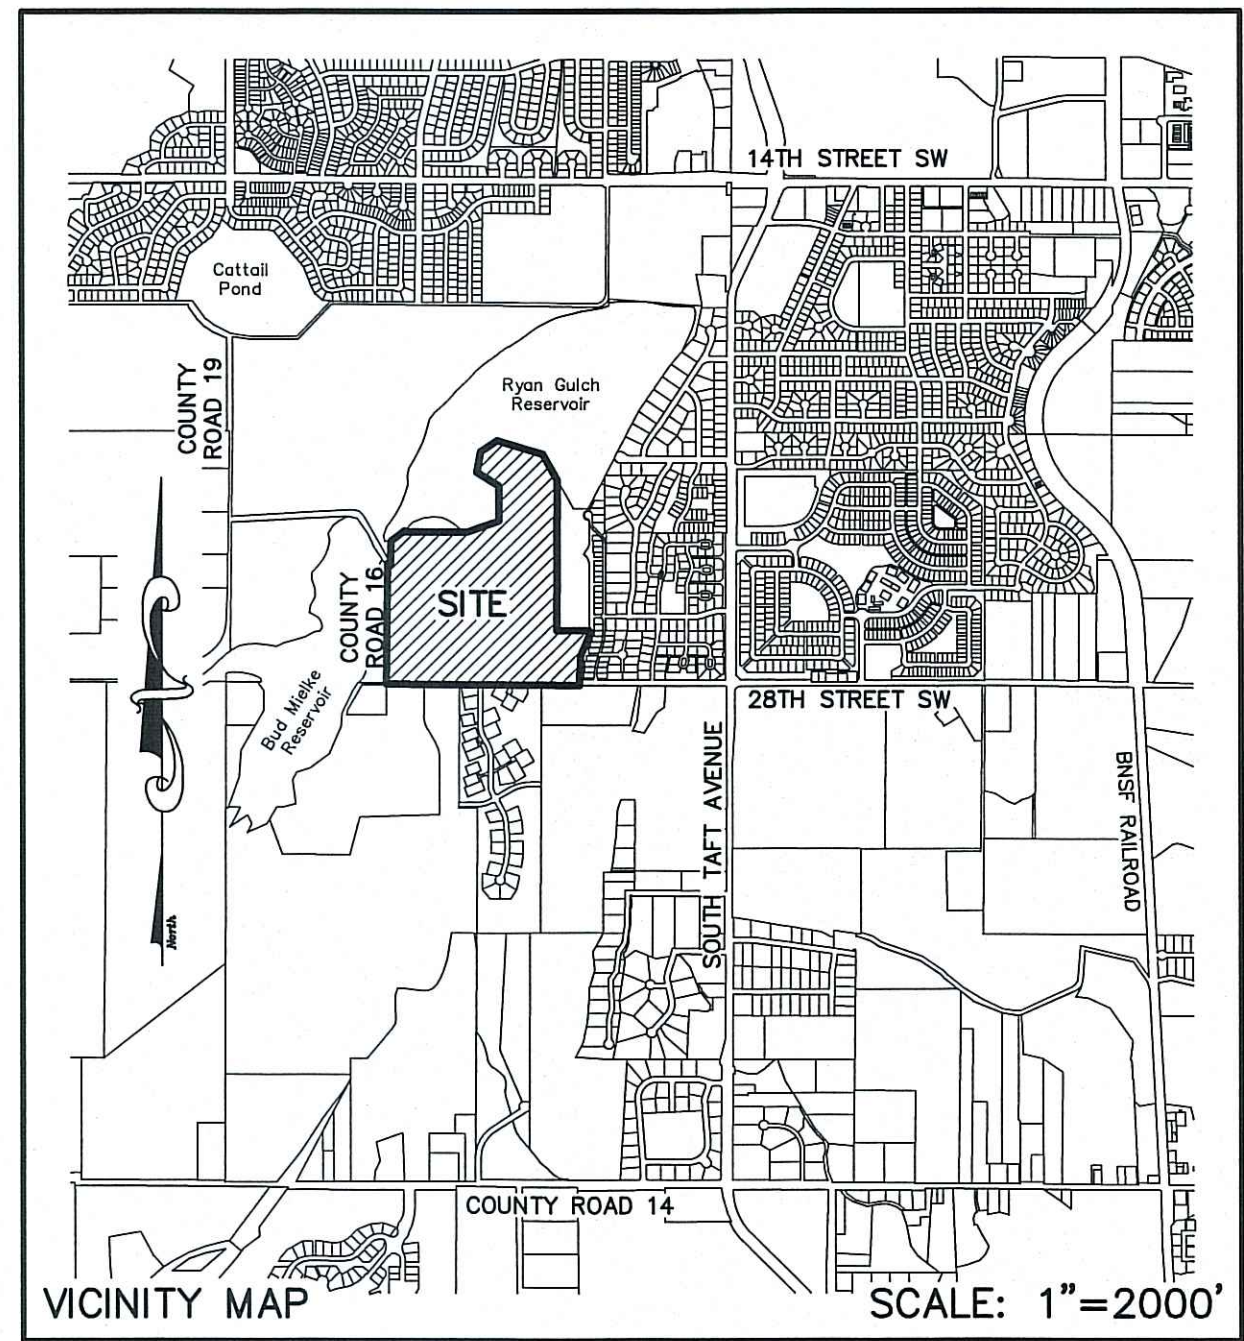 14TH STREET SW
Cattail
Pond
COUNTY
ROAD 19
Ryan Gulch
Reservoir
COUNTY
ROAD 16
SITE
Bud Mielke
Reservoir
28TH STREET SW
SOUTH TAFT AVENUE
BNSF RAILROAD
North
COUNTY ROAD 14
VICINITY MAP
SCALE: 1"=2000'